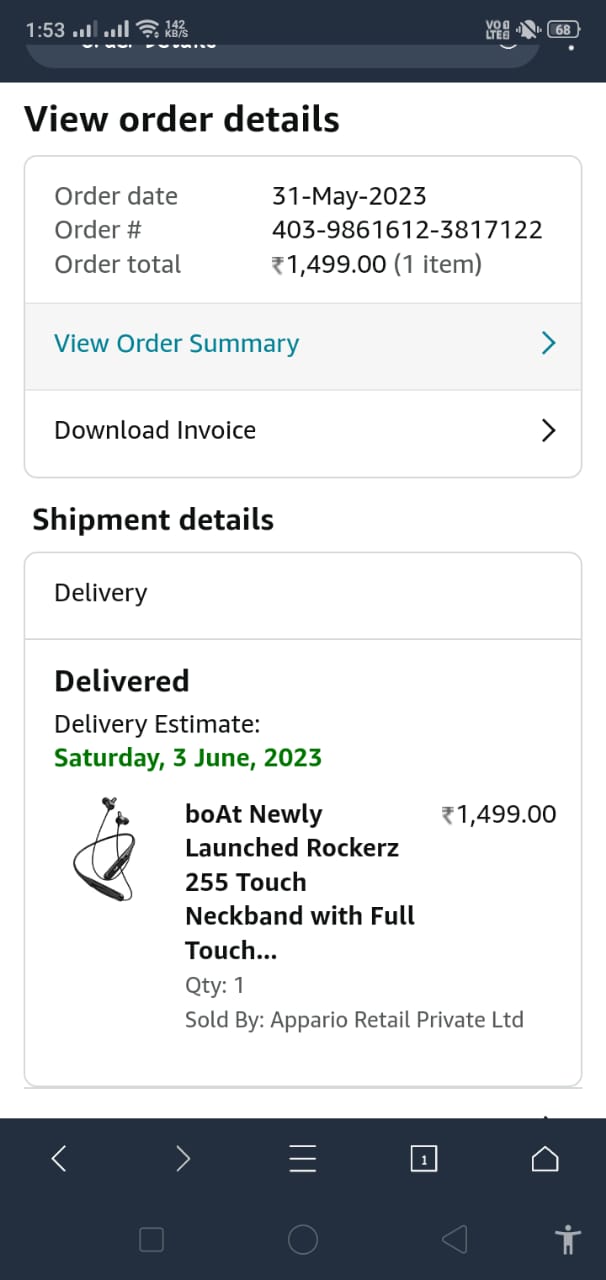 1:53 142 KB/s VO LTE 68
Order Details
View order details
Order date 31-May-2023
Order # 403-9861612-3817122
Order total ₹1,499.00 (1 item)
View Order Summary
Download Invoice
Shipment details
Delivery
Delivered
Delivery Estimate:
Saturday, 3 June, 2023
boAt Newly ₹1,499.00
Launched Rockerz
255 Touch
Neckband with Full
Touch...
Qty: 1
Sold By: Appario Retail Private Ltd
1